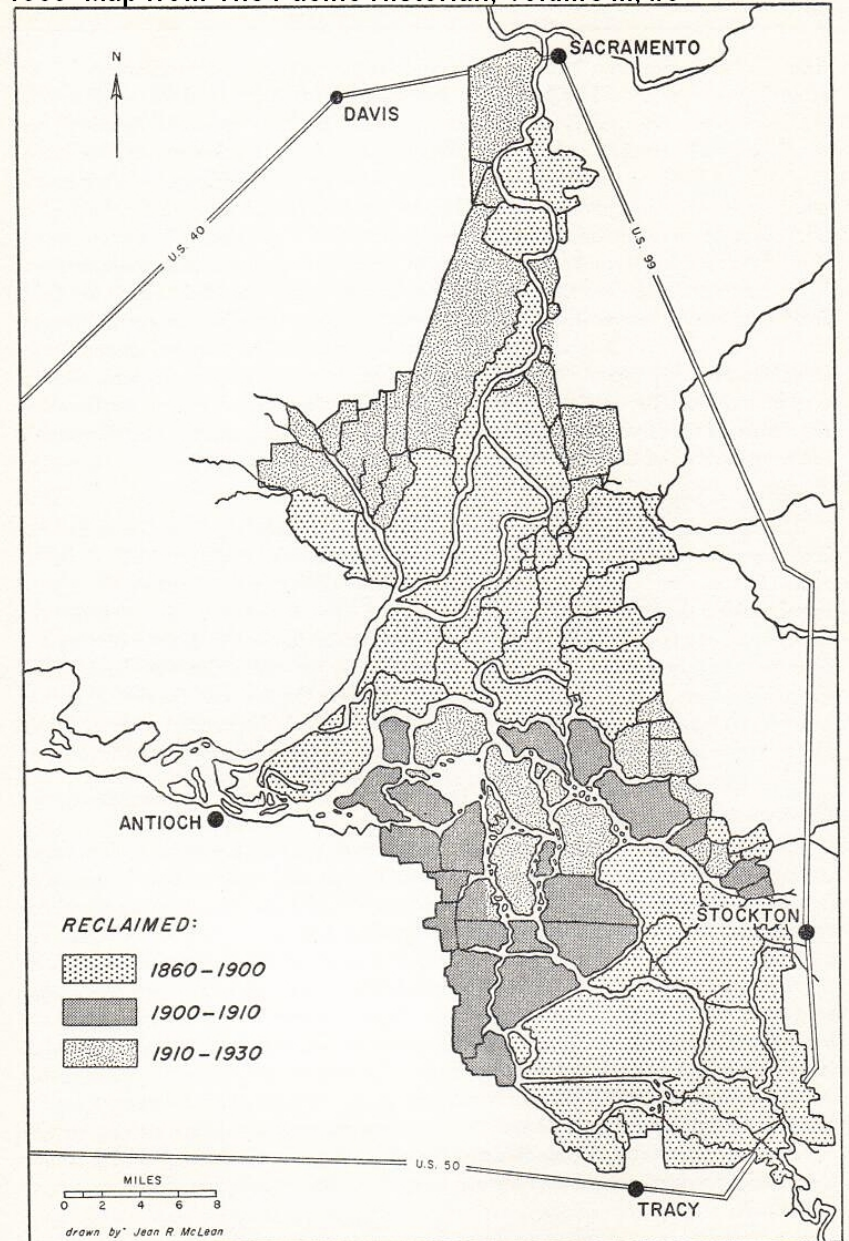 SACRAMENTO
N
DAVIS
U.S. 40
U.S. 99
ANTIOCH
STOCKTON
RECLAIMED:
1860–1900
1900–1910
1910–1930
U.S. 50
MILES
0 2 4 6 8
TRACY
drawn by Jean R. McLean